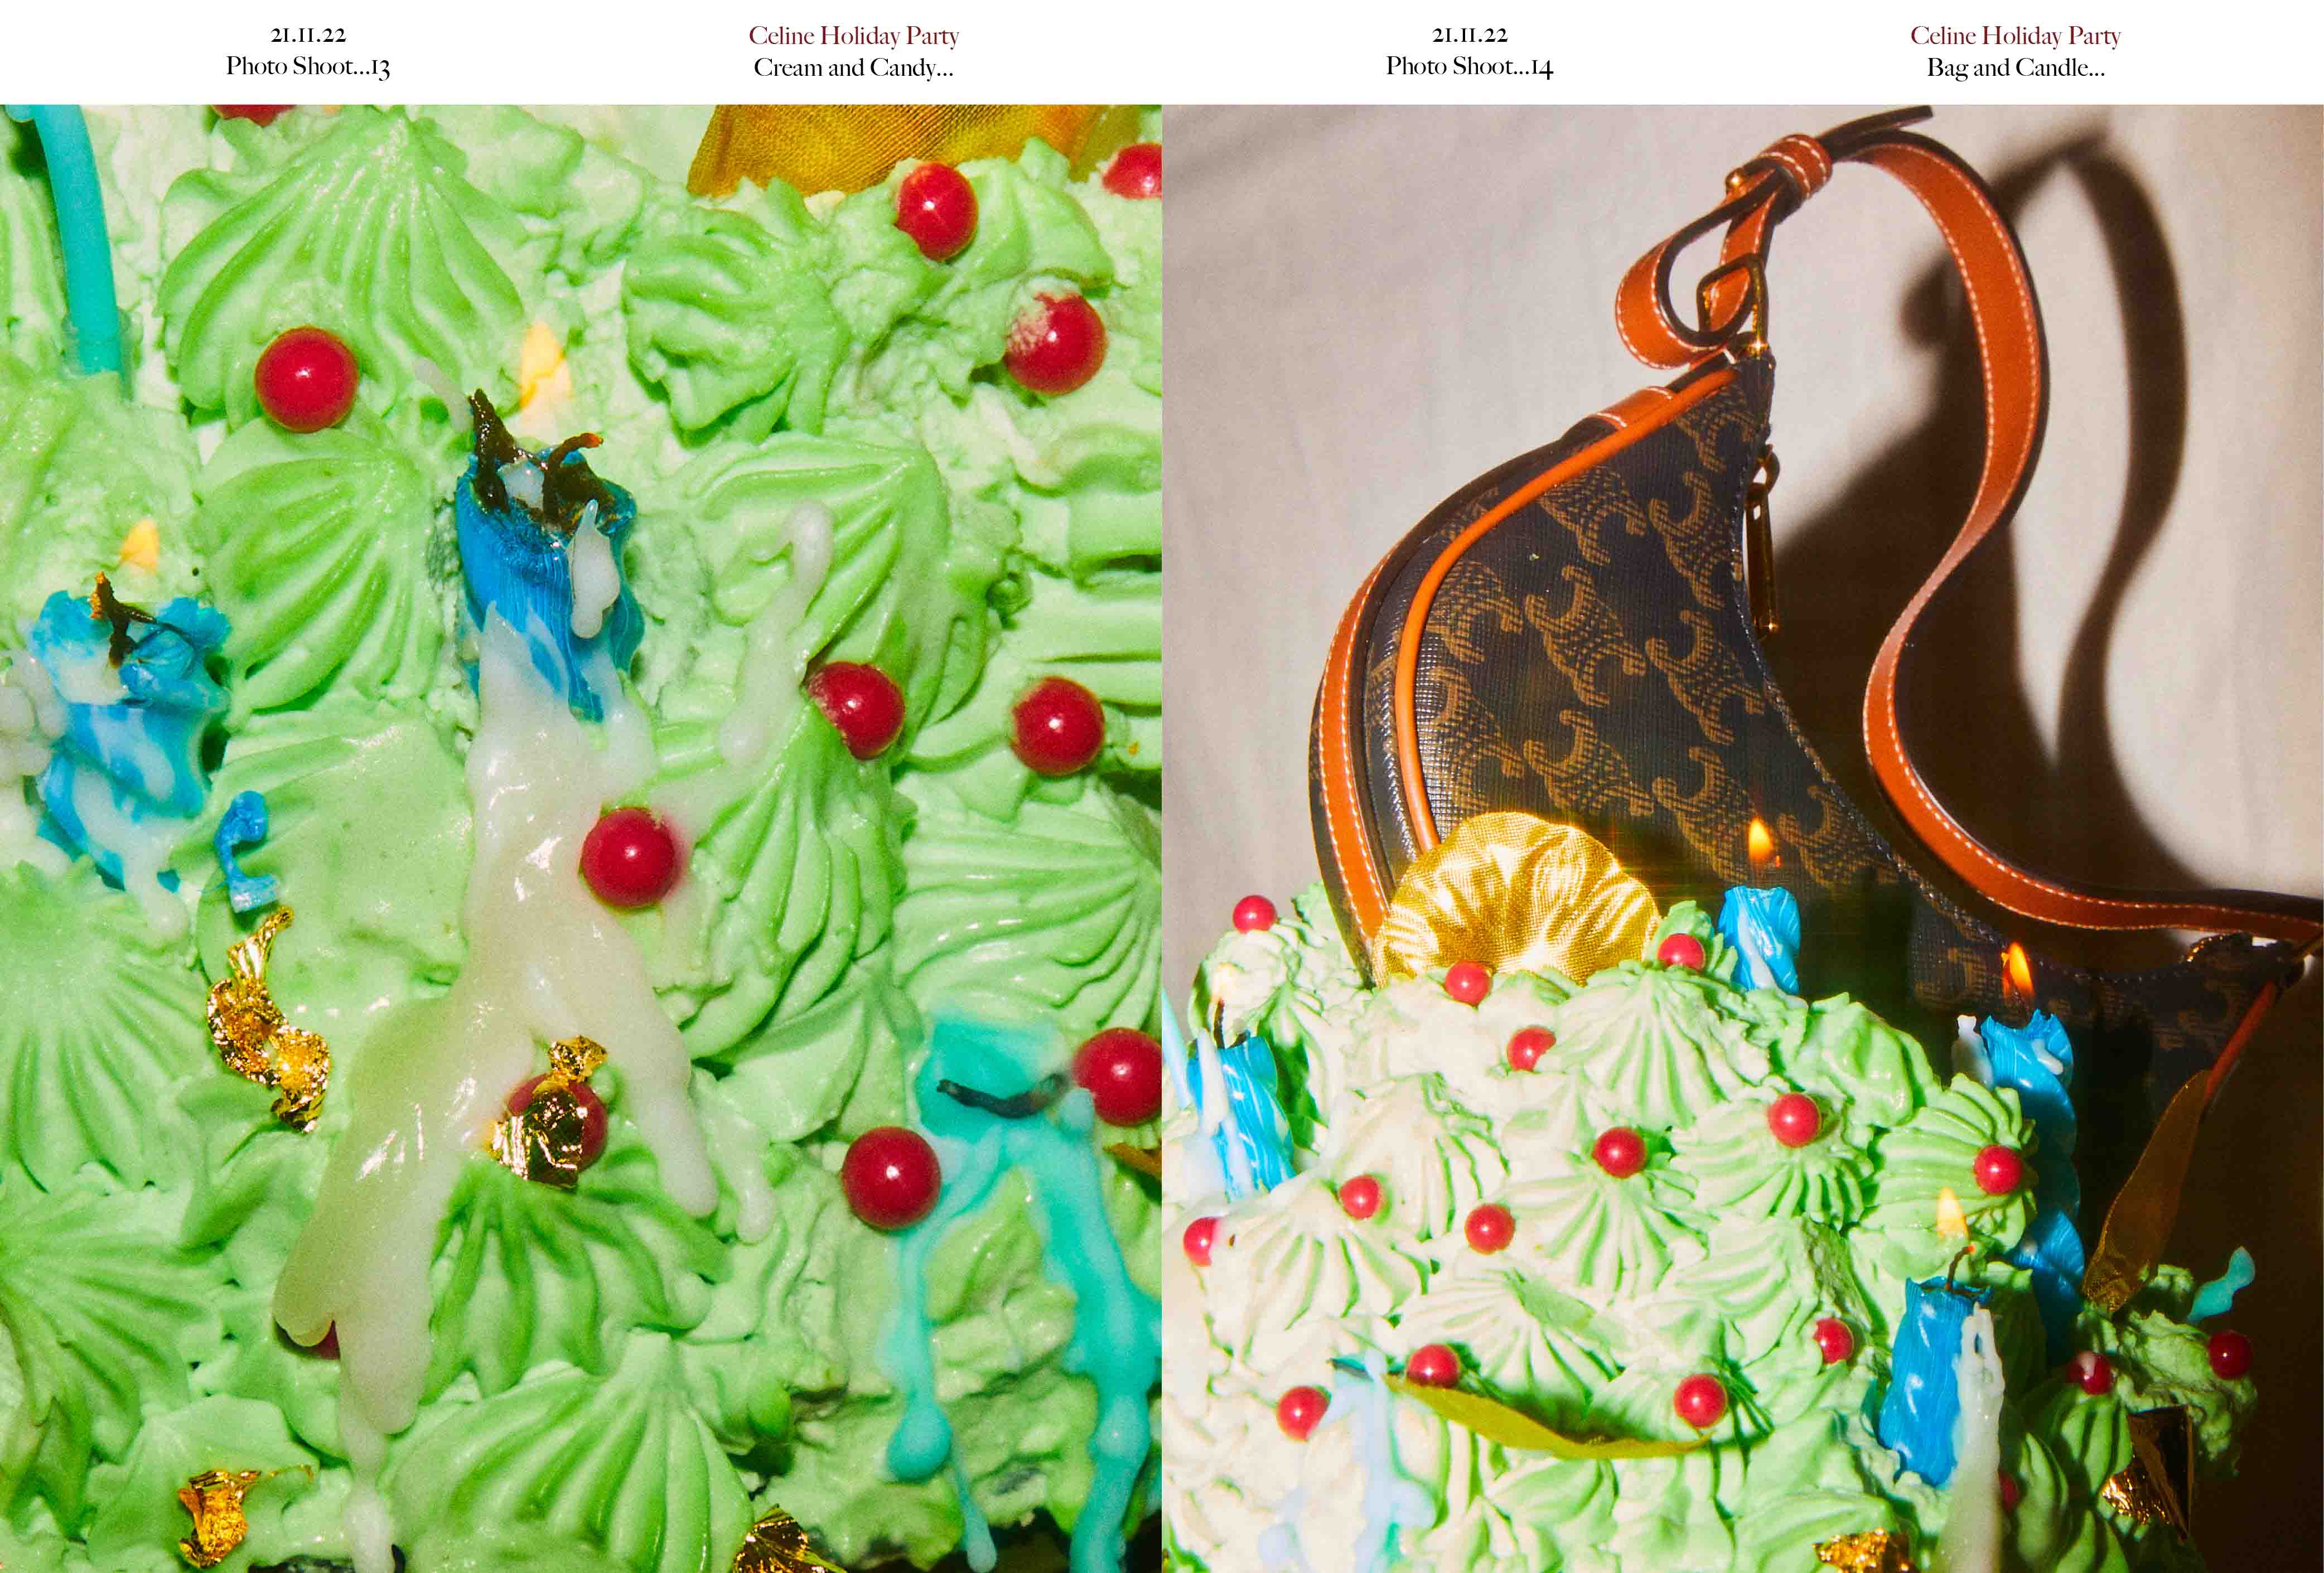 21.11.22
Photo Shoot...13
Celine Holiday Party
Cream and Candy...
21.11.22
Photo Shoot...14
Celine Holiday Party
Bag and Candle...